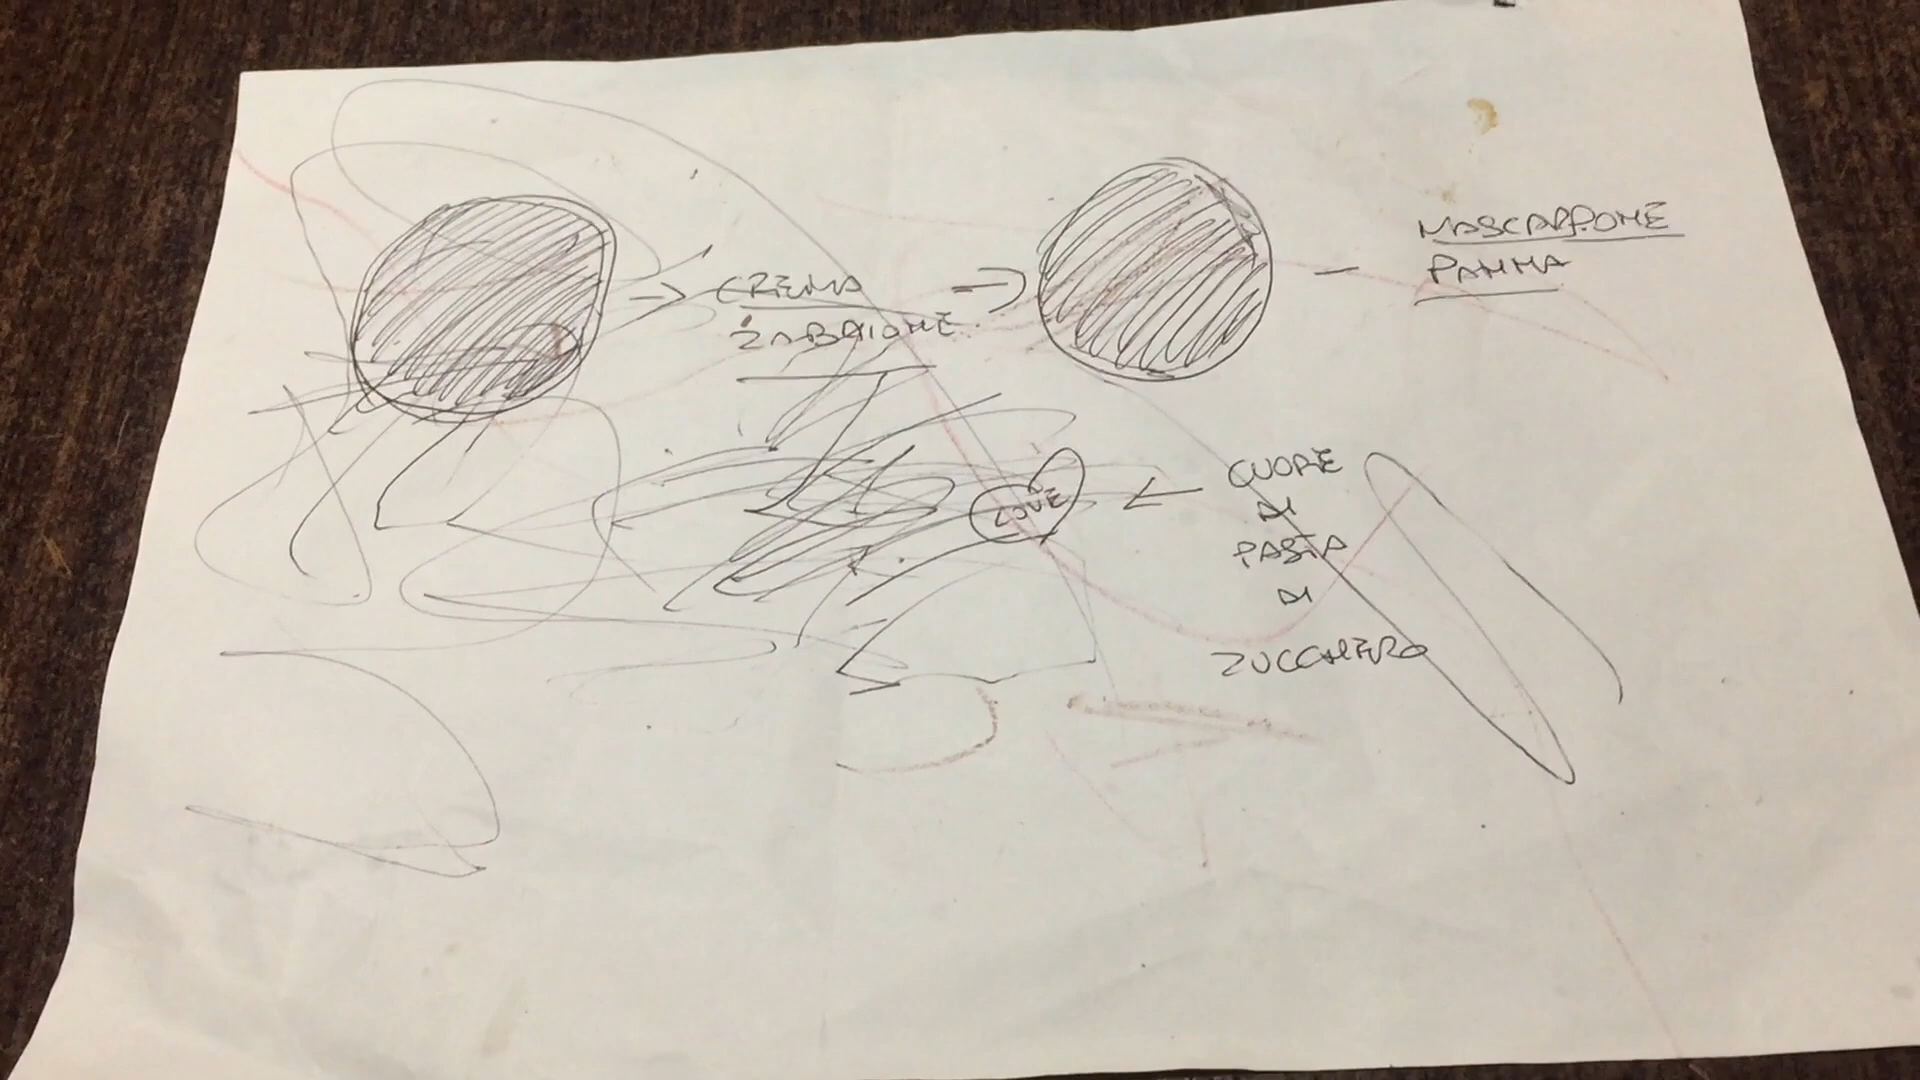 CREMA
ZABAIONE
MASCARPONE
PANNA
LOVE
CUORE
DI
PASTA
DI
ZUCCHERO